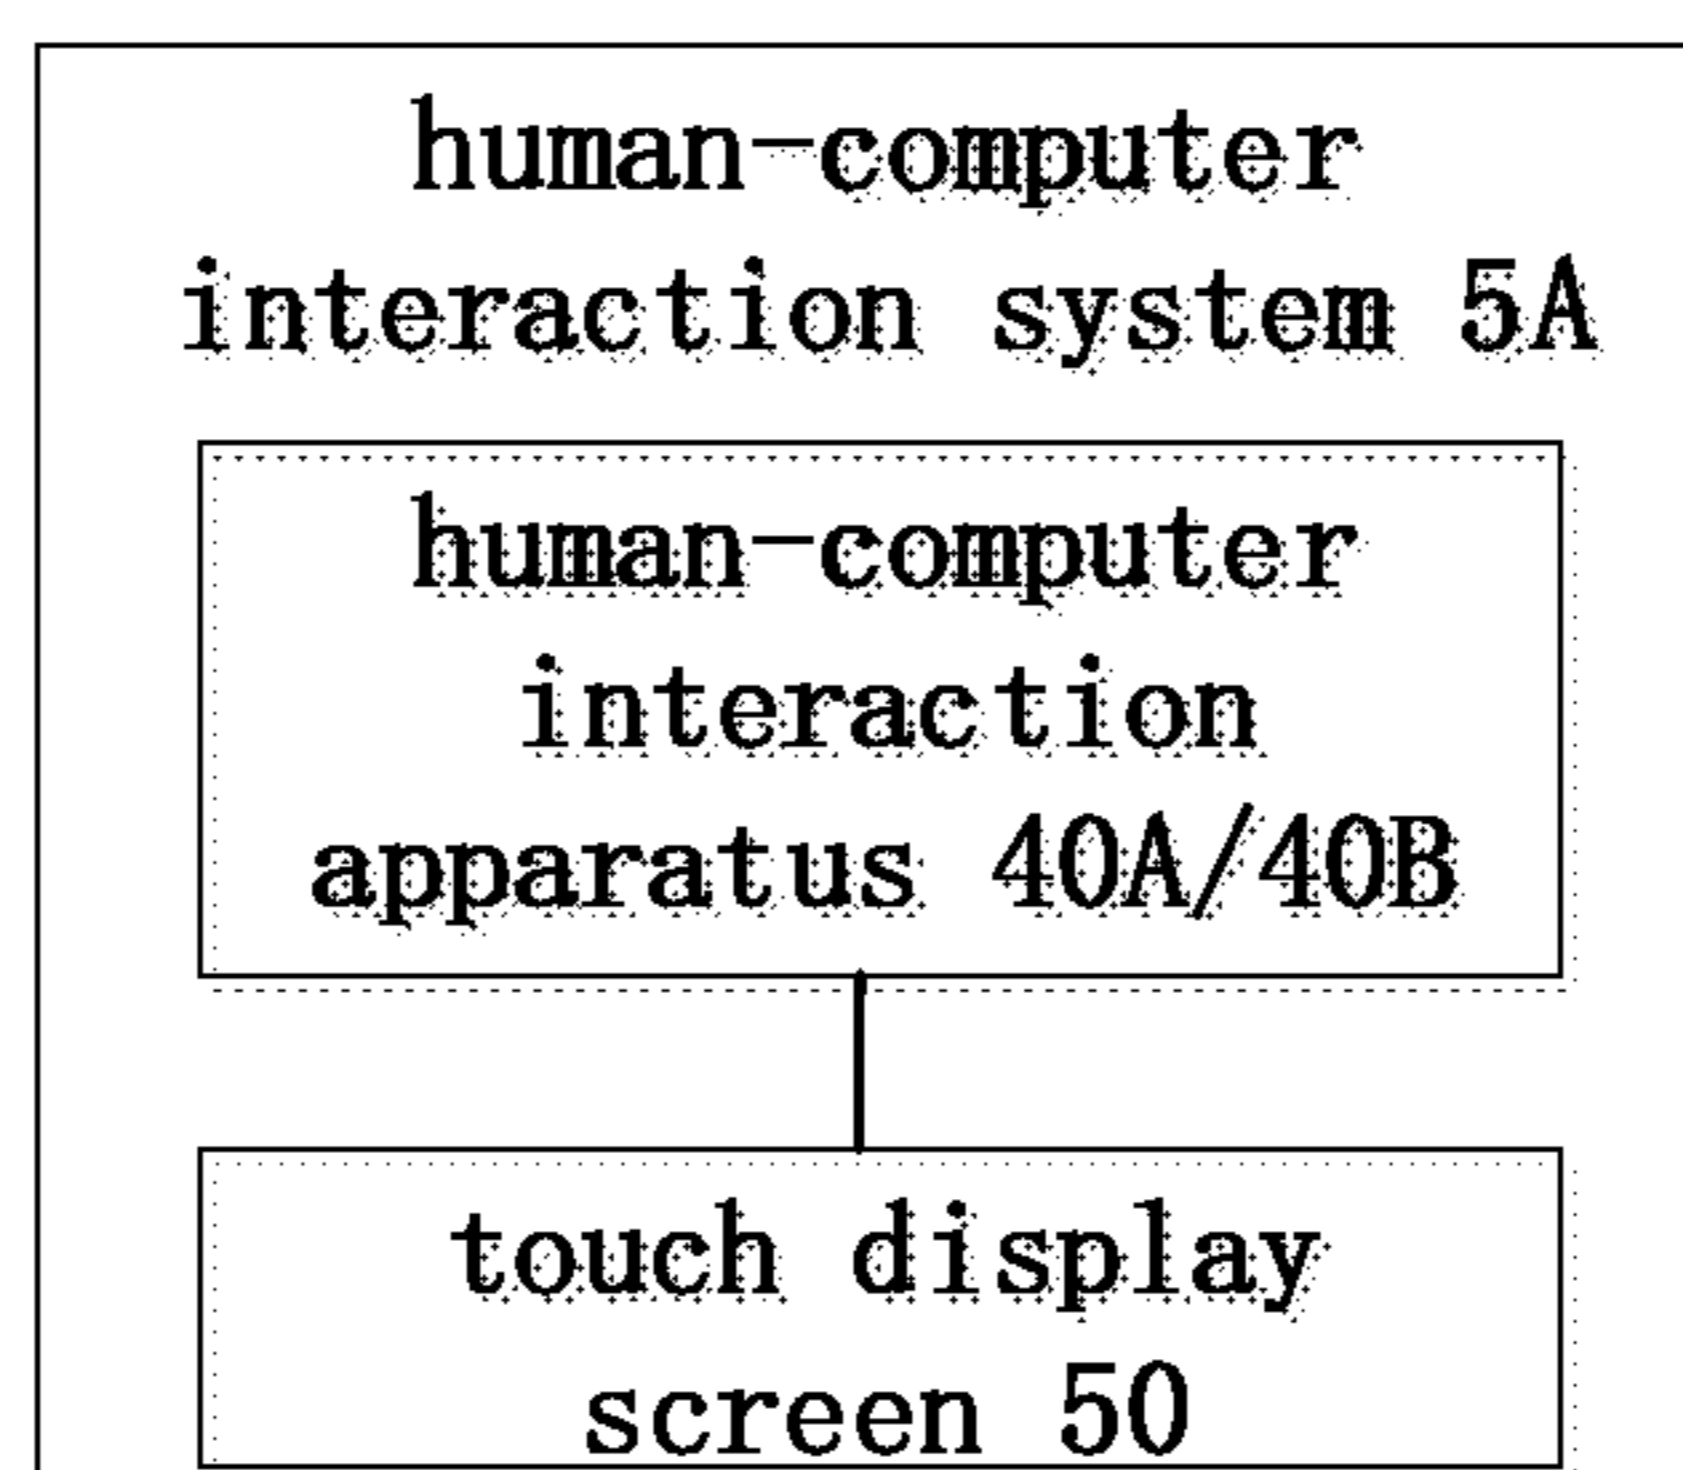 human-computer
interaction system 5A
human-computer
interaction
apparatus 40A/40B
touch display
screen 50